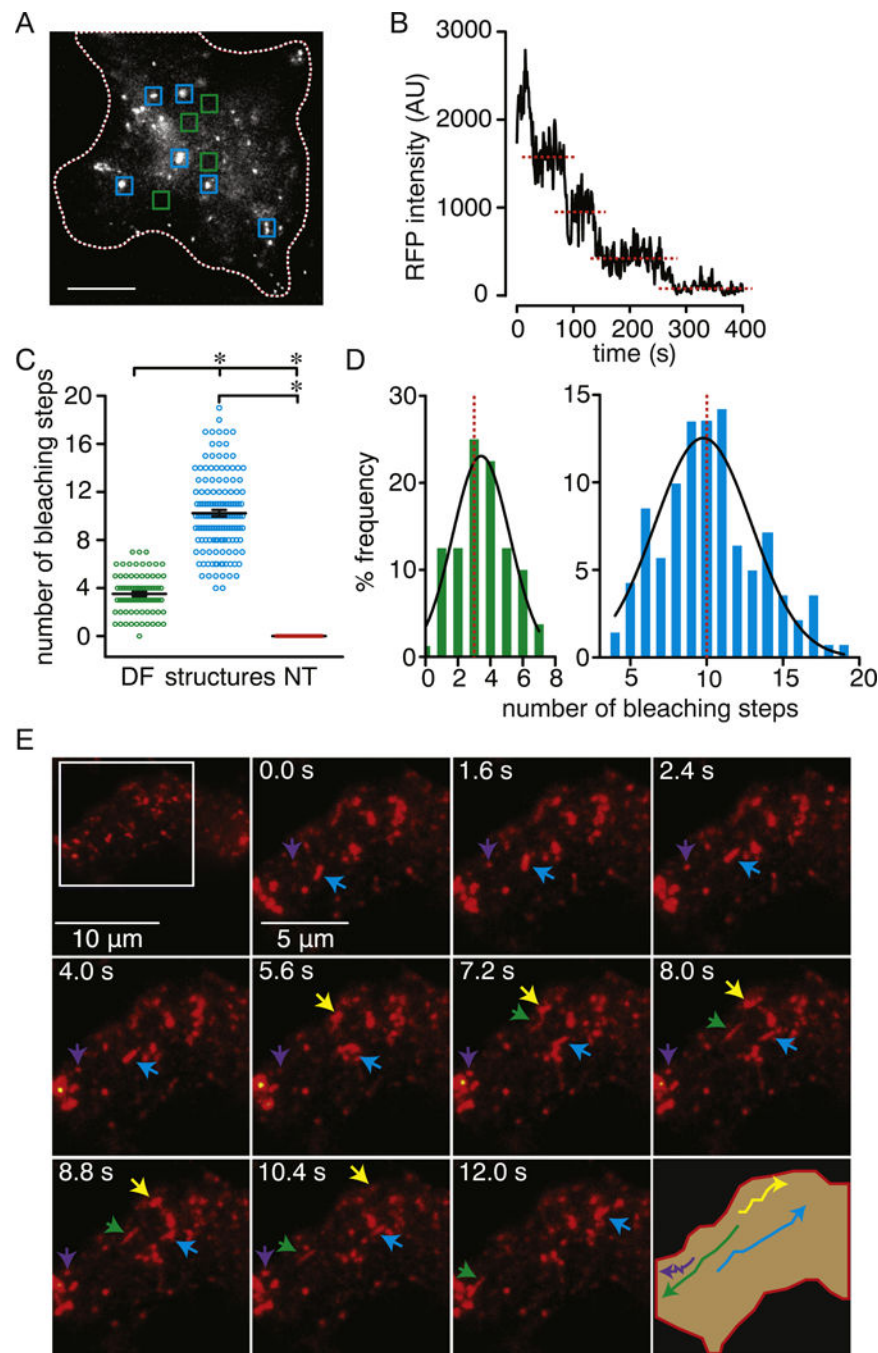 A
B
3000
2000
1000
0
RFP intensity (AU)
0 100 200 300 400
time (s)
C
* *
*
20
16
12
8
4
0
number of bleaching steps
DF structures NT
D
30
20
10
0
% frequency
0 2 4 6 8
15
10
5
0
5 10 15 20
number of bleaching steps
E
10 µm
0.0 s
5 µm
1.6 s
2.4 s
4.0 s
5.6 s
7.2 s
8.0 s
8.8 s
10.4 s
12.0 s